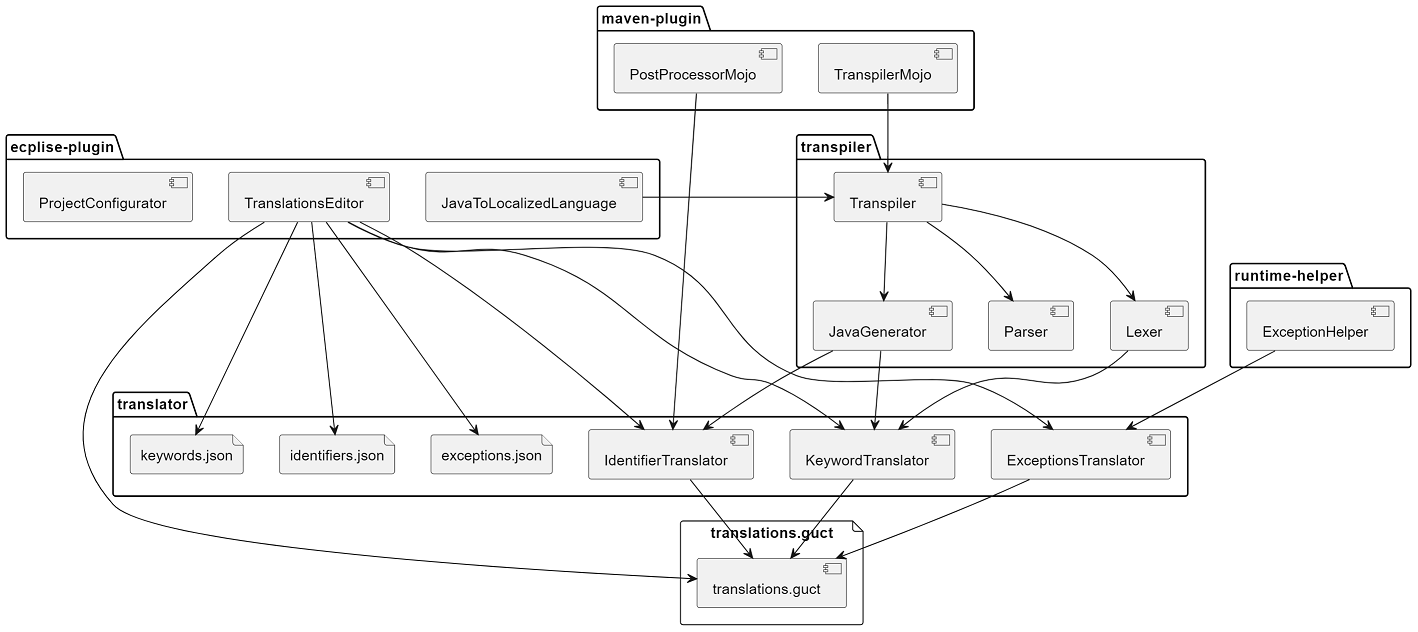 maven-plugin
PostProcessorMojo
TranspilerMojo
ecplise-plugin
ProjectConfigurator
TranslationsEditor
JavaToLocalizedLanguage
transpiler
Transpiler
JavaGenerator
Parser
Lexer
runtime-helper
ExceptionHelper
translator
keywords.json
identifiers.json
exceptions.json
IdentifierTranslator
KeywordTranslator
ExceptionsTranslator
translations.guct
translations.guct